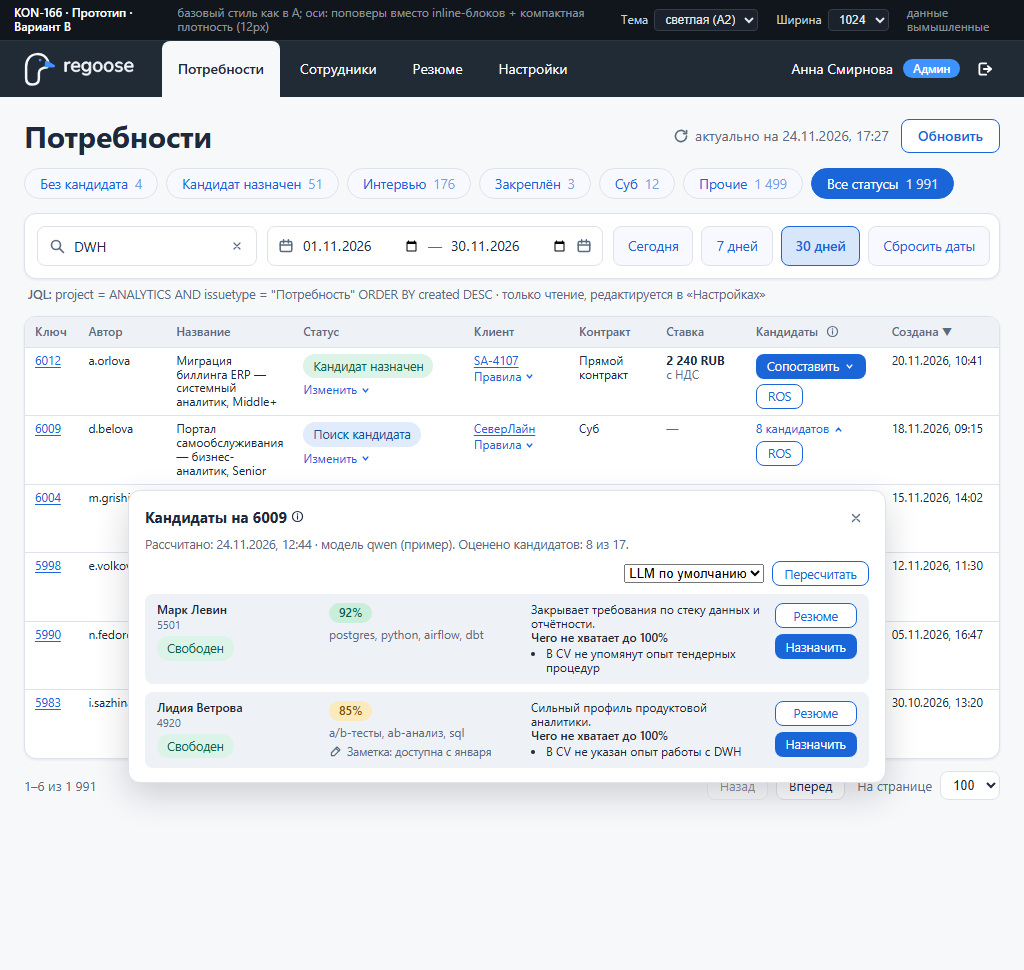 KON-166 · Прототип · Вариант B
базовый стиль как в А; оси: поповеры вместо inline-блоков + компактная плотность (12px)
Тема светлая (A2) Ширина 1024 данные вымышленные
regoose Потребности Сотрудники Резюме Настройки Анна Смирнова Админ
Потребности актуально на 24.11.2026, 17:27 Обновить
Без кандидата 4 Кандидат назначен 51 Интервью 176 Закреплён 3 Суб 12 Прочие 1 499 Все статусы 1 991
DWH × 01.11.2026 — 30.11.2026 Сегодня 7 дней 30 дней Сбросить даты
JQL: project = ANALYTICS AND issuetype = "Потребность" ORDER BY created DESC · только чтение, редактируется в «Настройках»
Ключ Автор Название Статус Клиент Контракт Ставка Кандидаты Создана ▼
6012 a.orlova Миграция биллинга ERP — системный аналитик, Middle+ Кандидат назначен Изменить SA-4107 Правила Прямой контракт 2 240 RUB с НДС Сопоставить ROS 20.11.2026, 10:41
6009 d.belova Портал самообслуживания — бизнес-аналитик, Senior Поиск кандидата Изменить СеверЛайн Правила Суб — 8 кандидатов ROS 18.11.2026, 09:15
6004 m.grishi 15.11.2026, 14:02
Кандидаты на 6009 ×
Рассчитано: 24.11.2026, 12:44 · модель qwen (пример). Оценено кандидатов: 8 из 17.
5998 e.volkov 12.11.2026, 11:30
LLM по умолчанию Пересчитать
Марк Левин 5501 Свободен
92% postgres, python, airflow, dbt
Закрывает требования по стеку данных и отчётности.
Чего не хватает до 100%
• В CV не упомянут опыт тендерных процедур
Резюме Назначить
5990 n.fedor 05.11.2026, 16:47
5983 i.sazhin 30.10.2026, 13:20
Лидия Ветрова 4920 Свободен
85% a/b-тесты, ab-анализ, sql
Заметка: доступна с января
Сильный профиль продуктовой аналитики.
Чего не хватает до 100%
• В CV не указан опыт работы с DWH
Резюме Назначить
1–6 из 1 991 Назад Вперёд На странице 100